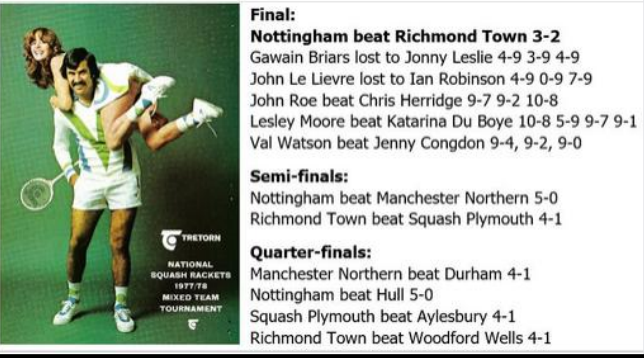 TRETORN
NATIONAL
SQUASH RACKETS
1977/78
MIXED TEAM
TOURNAMENT
Final:
Nottingham beat Richmond Town 3-2
Gawain Briars lost to Jonny Leslie 4-9 3-9 4-9
John Le Lievre lost to Ian Robinson 4-9 0-9 7-9
John Roe beat Chris Herridge 9-7 9-2 10-8
Lesley Moore beat Katarina Du Boye 10-8 5-9 9-7 9-1
Val Watson beat Jenny Congdon 9-4, 9-2, 9-0
Semi-finals:
Nottingham beat Manchester Northern 5-0
Richmond Town beat Squash Plymouth 4-1
Quarter-finals:
Manchester Northern beat Durham 4-1
Nottingham beat Hull 5-0
Squash Plymouth beat Aylesbury 4-1
Richmond Town beat Woodford Wells 4-1